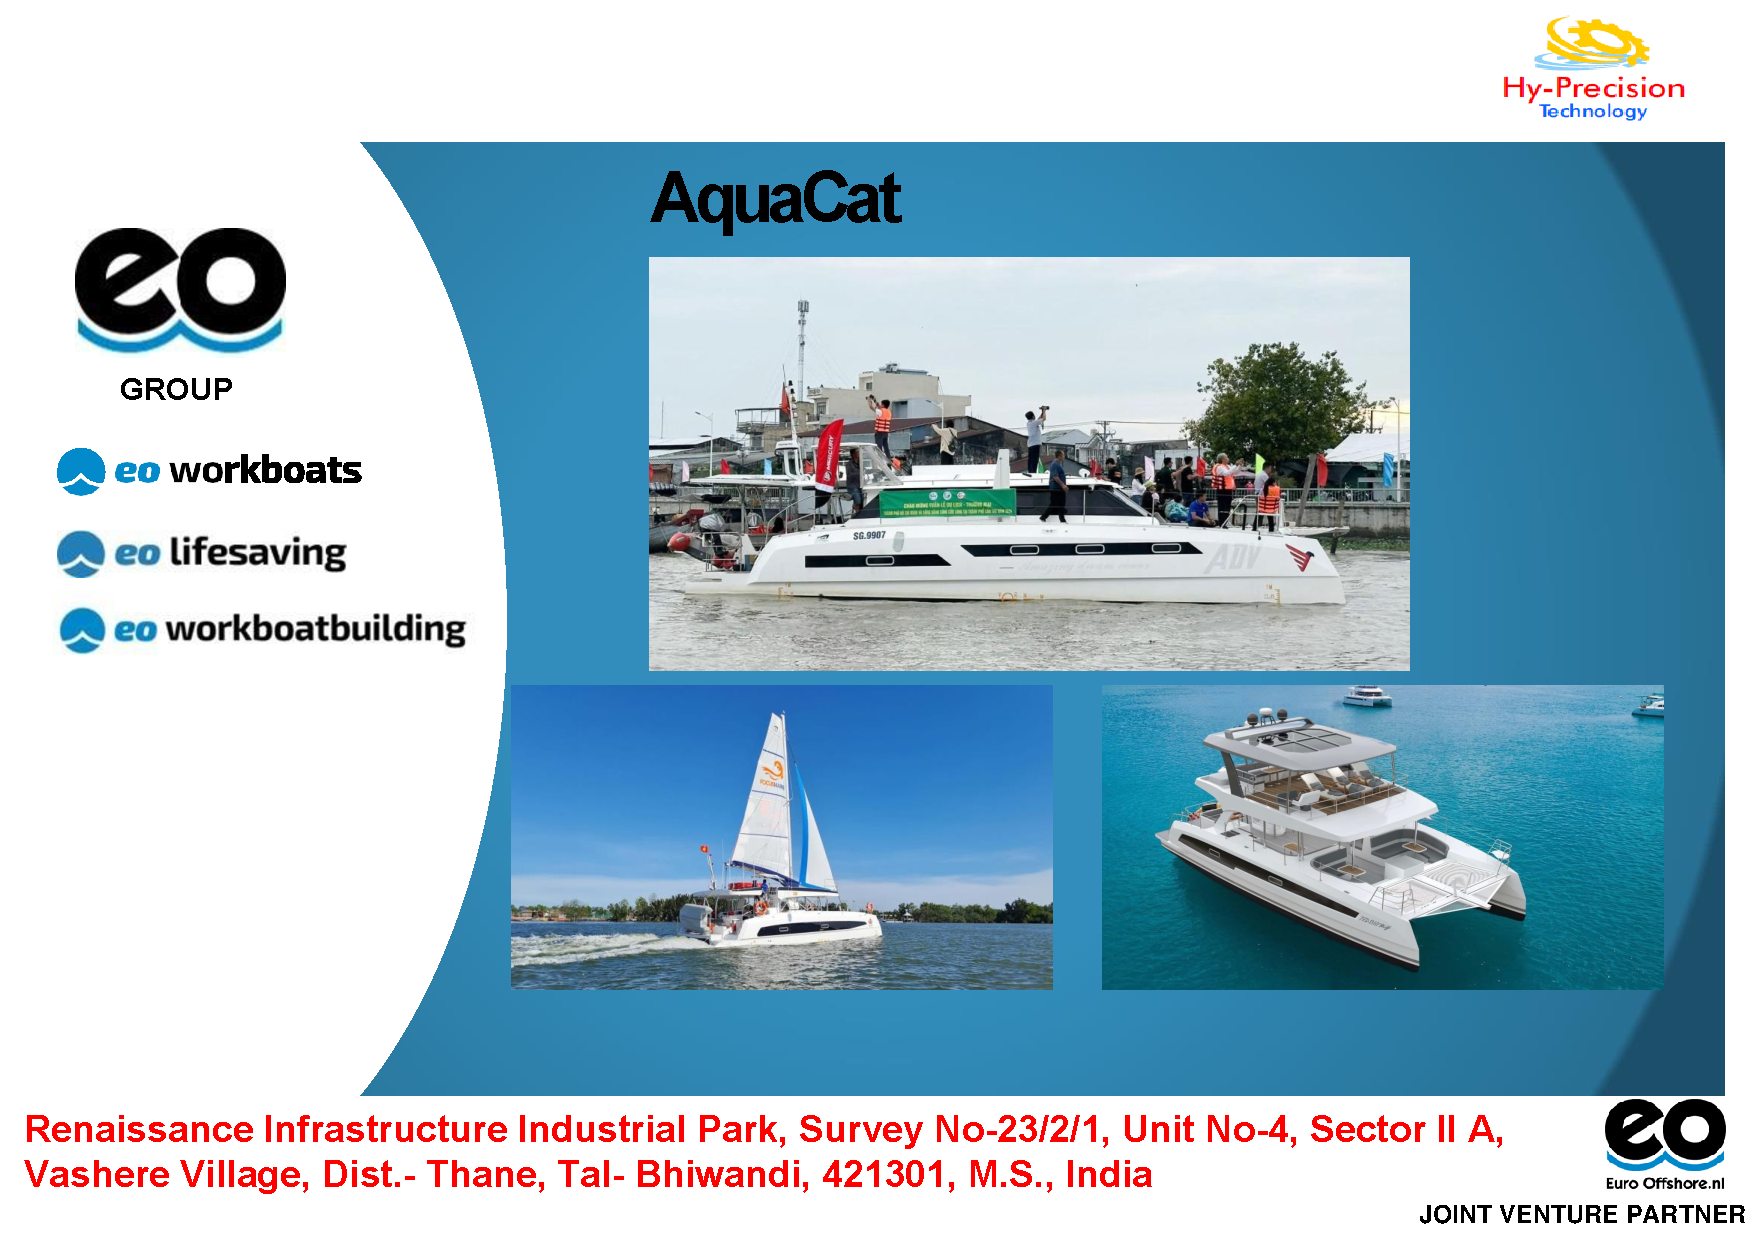 Hy-Precision
Technology
AquaCat
eo
GROUP
eo workboats
eo lifesaving
eo workboatbuilding
MERCURY
SG.9907
ADV
Renaissance Infrastructure Industrial Park, Survey No-23/2/1, Unit No-4, Sector II A,
Vashere Village, Dist.- Thane, Tal- Bhiwandi, 421301, M.S., India
eo
Euro Offshore.nl
JOINT VENTURE PARTNER